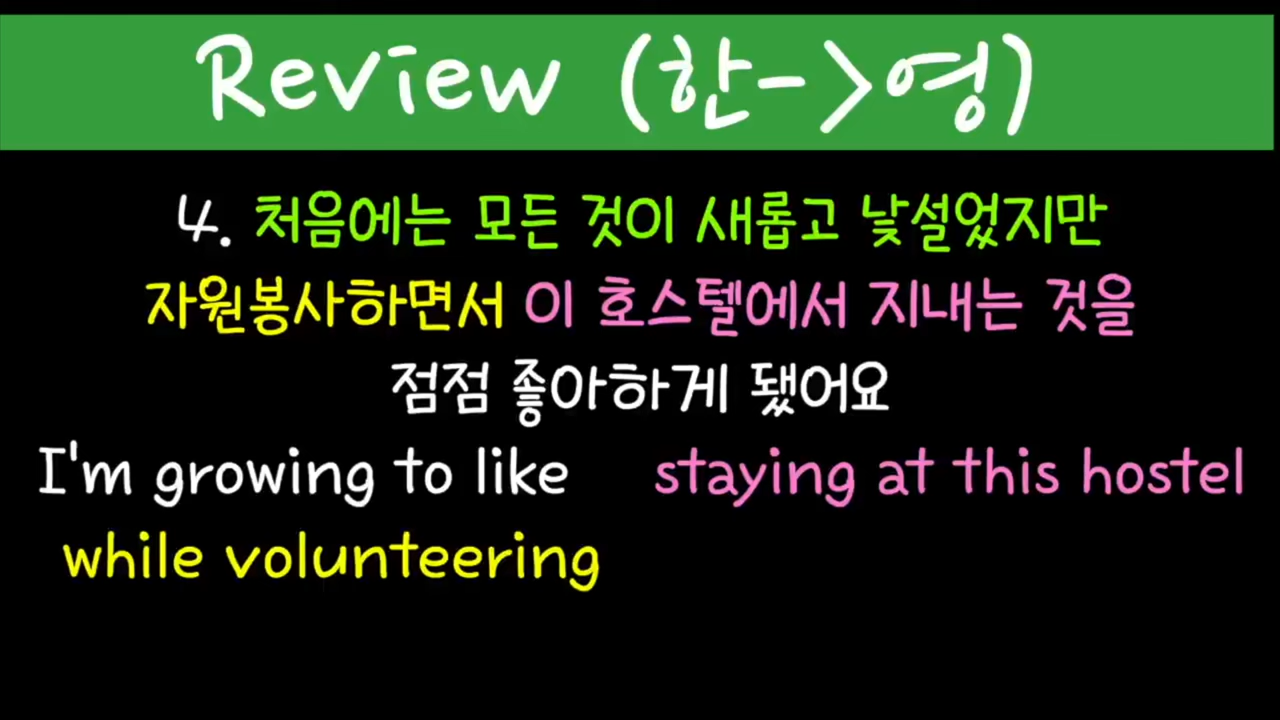 Review (한->영)
4. 처음에는 모든 것이 새롭고 낯설었지만
자원봉사하면서 이 호스텔에서 지내는 것을
점점 좋아하게 됐어요
I'm growing to like staying at this hostel
while volunteering